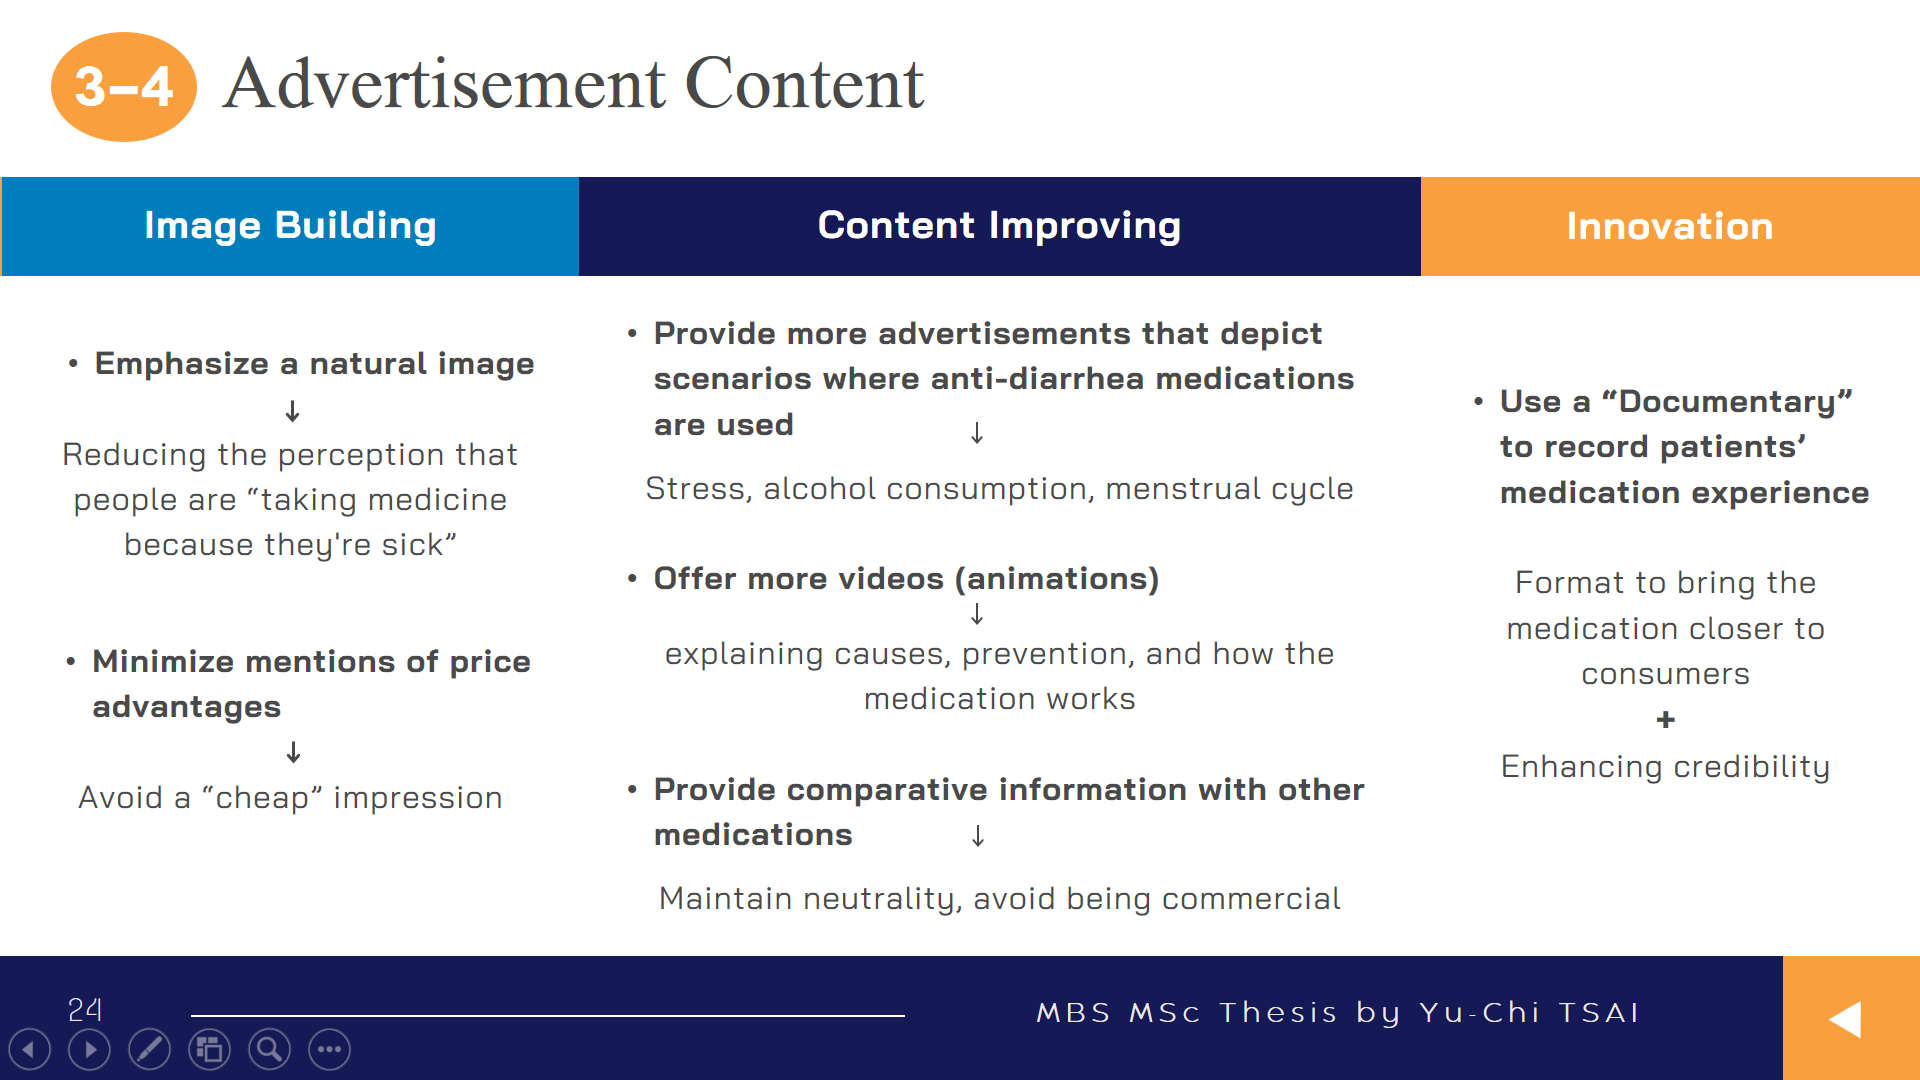 3–4 Advertisement Content
Image Building
• Emphasize a natural image
↓
Reducing the perception that
people are “taking medicine
because they're sick”
• Minimize mentions of price
advantages
↓
Avoid a “cheap” impression
Content Improving
• Provide more advertisements that depict
scenarios where anti-diarrhea medications
are used ↓
Stress, alcohol consumption, menstrual cycle
• Offer more videos (animations)
↓
explaining causes, prevention, and how the
medication works
• Provide comparative information with other
medications ↓
Maintain neutrality, avoid being commercial
Innovation
• Use a “Documentary”
to record patients’
medication experience
Format to bring the
medication closer to
consumers
+
Enhancing credibility
24
MBS MSc Thesis by Yu-Chi TSAI